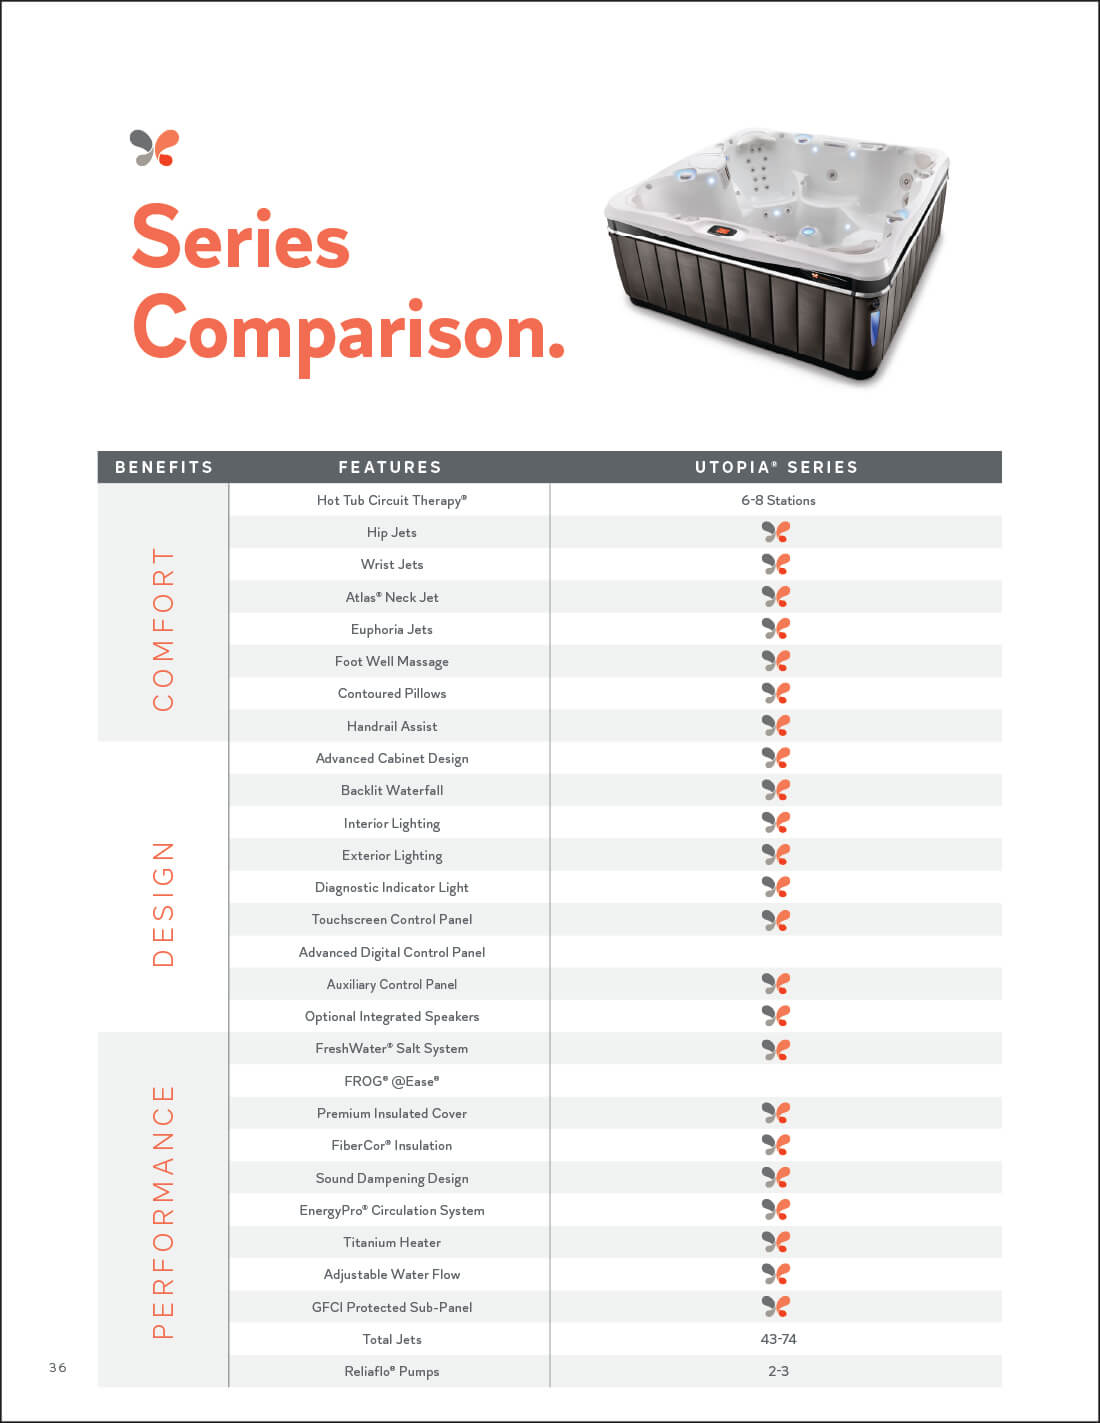 Series
Comparison.
BENEFITS FEATURES UTOPIA® SERIES
COMFORT
Hot Tub Circuit Therapy® 6-8 Stations
Hip Jets
Wrist Jets
Atlas® Neck Jet
Euphoria Jets
Foot Well Massage
Contoured Pillows
Handrail Assist
DESIGN
Advanced Cabinet Design
Backlit Waterfall
Interior Lighting
Exterior Lighting
Diagnostic Indicator Light
Touchscreen Control Panel
Advanced Digital Control Panel
Auxiliary Control Panel
Optional Integrated Speakers
PERFORMANCE
FreshWater® Salt System
FROG® @Ease®
Premium Insulated Cover
FiberCor® Insulation
Sound Dampening Design
EnergyPro® Circulation System
Titanium Heater
Adjustable Water Flow
GFCI Protected Sub-Panel
Total Jets 43-74
Reliaflo® Pumps 2-3
36